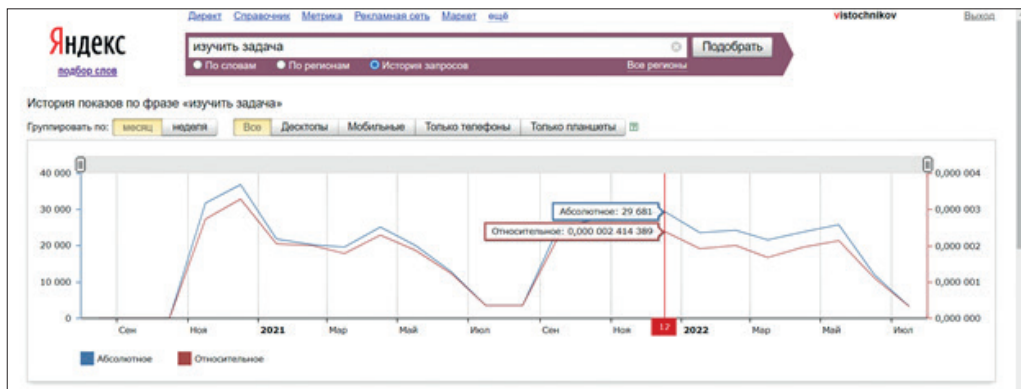 Директ Справочник Метрика Рекламная сеть Маркет ещё vistochnikov Выход
Яндекс
подбор слов
изучить задача Подобрать
По словам По регионам История запросов Все регионы
История показов по фразе «изучить задача»
Группировать по: месяц неделя Все Десктопы Мобильные Только телефоны Только планшеты
40 000 0,000 004
30 000 0,000 003
Абсолютное: 29 681
Относительное: 0,000 002 414 389
20 000 0,000 002
10 000 0,000 001
0 0,000 000
Сен Ноя 2021 Мар Май Июл Сен Ноя 12 2022 Мар Май Июл
Абсолютное Относительное